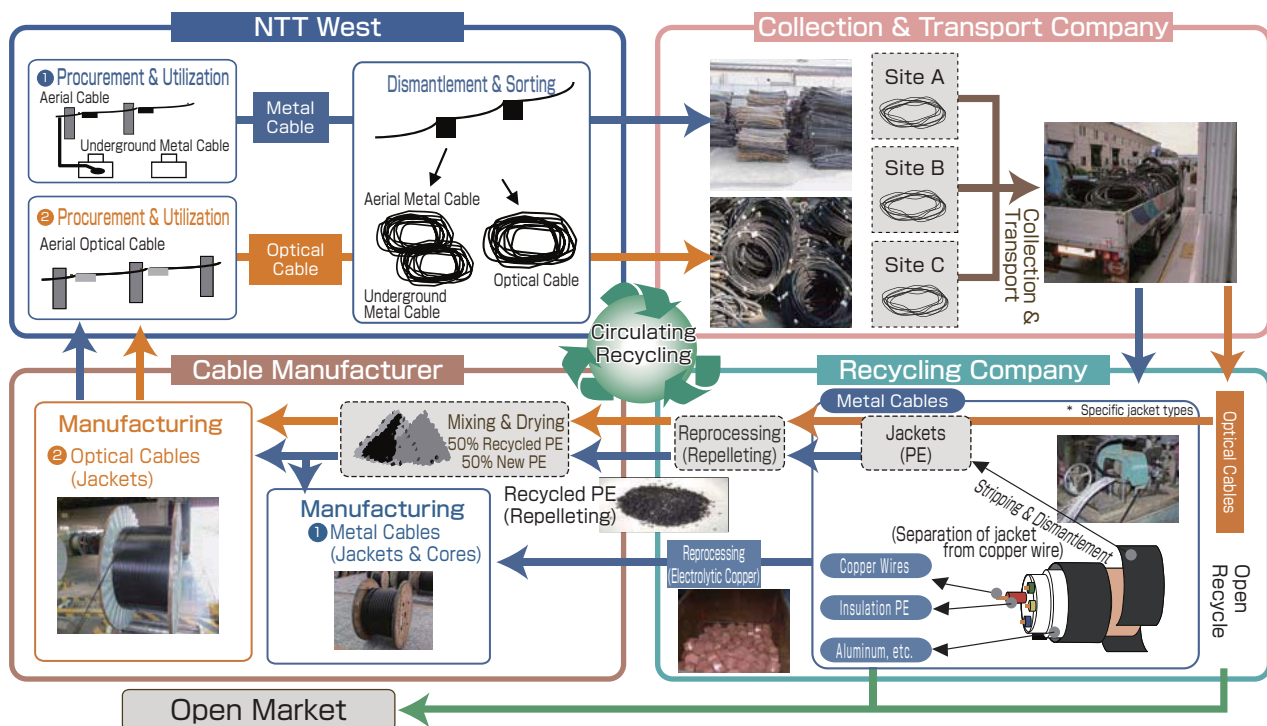 NTT West
① Procurement & Utilization
Aerial Cable
Underground Metal Cable
Metal
Cable
② Procurement & Utilization
Aerial Optical Cable
Optical
Cable
Dismantlement & Sorting
Aerial Metal Cable
Underground
Metal Cable
Optical Cable
Collection & Transport Company
Site A
Site B
Site C
Collection &
Transport
Circulating
Recycling
Cable Manufacturer
Manufacturing
② Optical Cables
(Jackets)
Mixing & Drying
50% Recycled PE
50% New PE
Manufacturing
① Metal Cables
(Jackets & Cores)
Recycling Company
Metal Cables
* Specific jacket types
Optical Cables
Reprocessing
(Repelleting)
Jackets
(PE)
Recycled PE
(Repelleting)
Stripping & Dismantlement
(Separation of jacket
from copper wire)
Reprocessing
(Electrolytic Copper)
Copper Wires
Insulation PE
Aluminum, etc.
Open
Recycle
Open Market